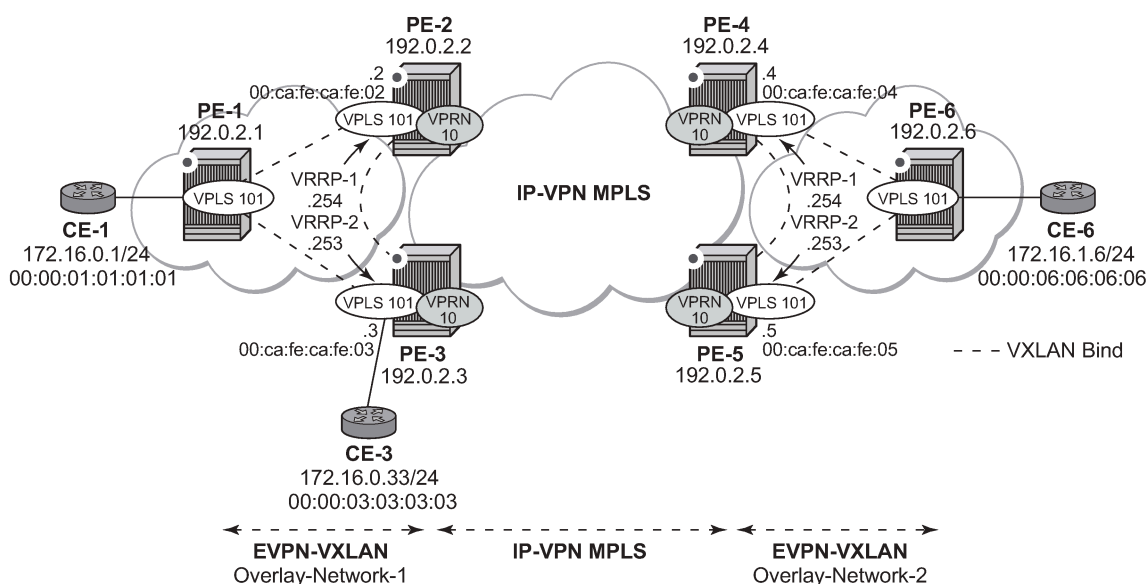 PE-2
192.0.2.2
.2
00:ca:fe:ca:fe:02
VPLS 101
VPRN
10
PE-4
192.0.2.4
.4
00:ca:fe:ca:fe:04
VPRN
10
VPLS 101
PE-1
192.0.2.1
VPLS 101
PE-6
192.0.2.6
VPLS 101
VRRP-1
.254
VRRP-2
.253
IP-VPN MPLS
VRRP-1
.254
VRRP-2
.253
CE-1
172.16.0.1/24
00:00:01:01:01:01
CE-6
172.16.1.6/24
00:00:06:06:06:06
VPLS 101
VPRN
10
.3
00:ca:fe:ca:fe:03
PE-3
192.0.2.3
VPRN
10
VPLS 101
.5
00:ca:fe:ca:fe:05
PE-5
192.0.2.5
VXLAN Bind
CE-3
172.16.0.33/24
00:00:03:03:03:03
EVPN-VXLAN
Overlay-Network-1
IP-VPN MPLS
EVPN-VXLAN
Overlay-Network-2